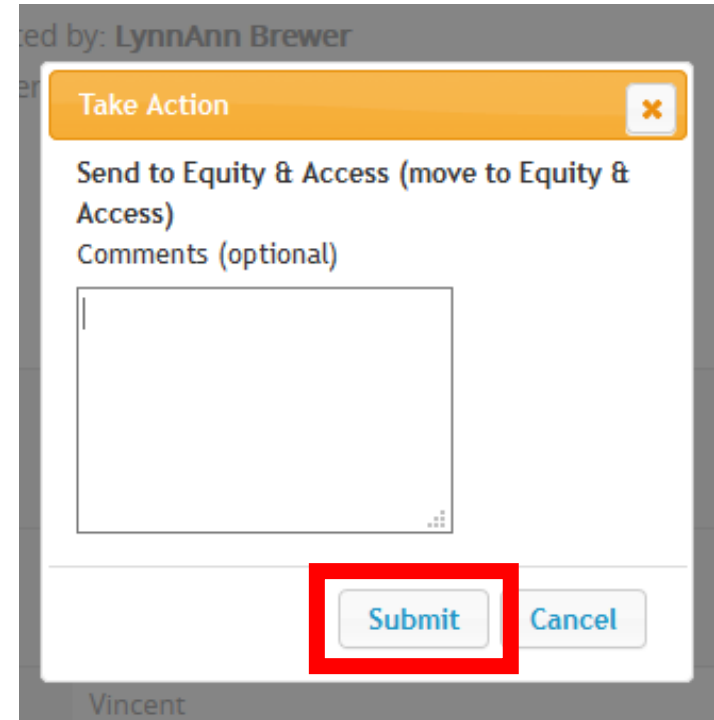 ted by: LynnAnn Brewer
er
Take Action
Send to Equity & Access (move to Equity &
Access)
Comments (optional)
Submit Cancel
Vincent